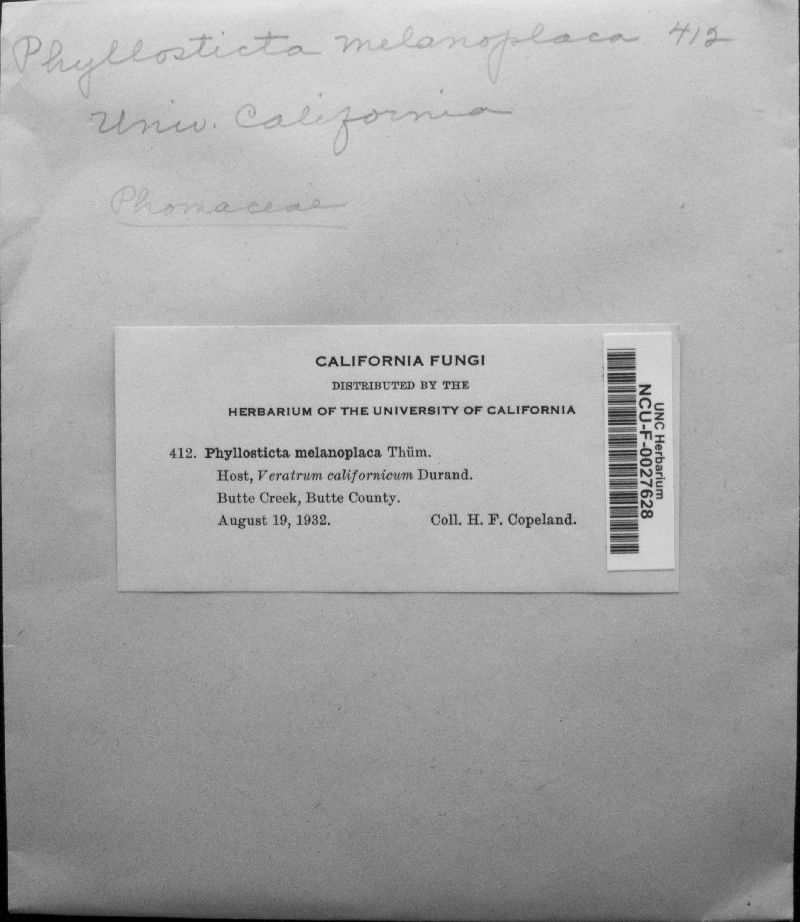 Phyllosticta melanoplaca 412
Univ. California
Phomaceae
CALIFORNIA FUNGI
DISTRIBUTED BY THE
HERBARIUM OF THE UNIVERSITY OF CALIFORNIA
412. Phyllosticta melanoplaca Thüm.
Host, Veratrum californicum Durand.
Butte Creek, Butte County.
August 19, 1932. Coll. H. F. Copeland.
UNC Herbarium
NCU-F-0027628